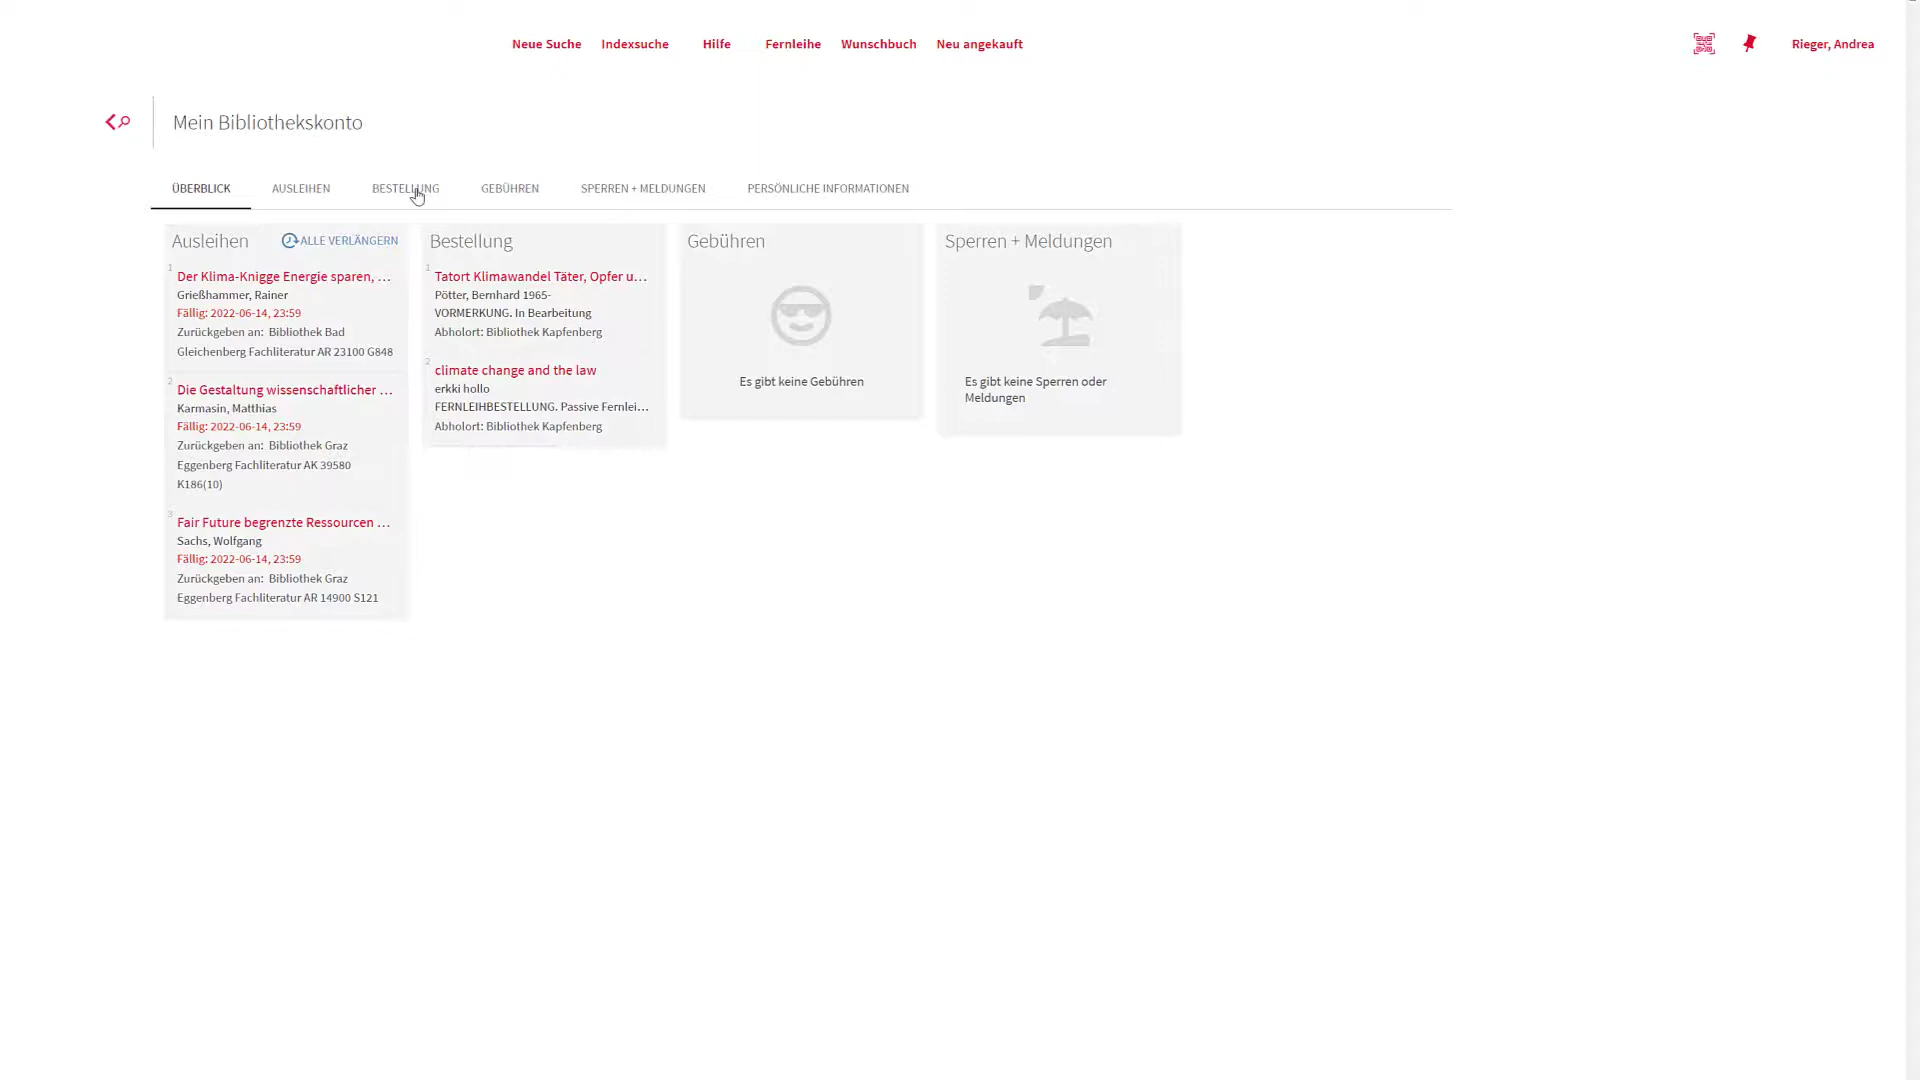 Neue Suche Indexsuche Hilfe Fernleihe Wunschbuch Neu angekauft Rieger, Andrea
Mein Bibliothekskonto
ÜBERBLICK AUSLEIHEN BESTELLUNG GEBÜHREN SPERREN + MELDUNGEN PERSÖNLICHE INFORMATIONEN
Ausleihen ALLE VERLÄNGERN
1
Der Klima-Knigge Energie sparen, ...
Grießhammer, Rainer
Fällig: 2022-06-14, 23:59
Zurückgeben an: Bibliothek Bad
Gleichenberg Fachliteratur AR 23100 G848
2
Die Gestaltung wissenschaftlicher ...
Karmasin, Matthias
Fällig: 2022-06-14, 23:59
Zurückgeben an: Bibliothek Graz
Eggenberg Fachliteratur AK 39580
K186(10)
3
Fair Future begrenzte Ressourcen ...
Sachs, Wolfgang
Fällig: 2022-06-14, 23:59
Zurückgeben an: Bibliothek Graz
Eggenberg Fachliteratur AR 14900 S121
Bestellung
1
Tatort Klimawandel Täter, Opfer u...
Pötter, Bernhard 1965-
VORMERKUNG. In Bearbeitung
Abholort: Bibliothek Kapfenberg
2
climate change and the law
erkki hollo
FERNLEIHBESTELLUNG. Passive Fernlei...
Abholort: Bibliothek Kapfenberg
Gebühren
Es gibt keine Gebühren
Sperren + Meldungen
Es gibt keine Sperren oder
Meldungen